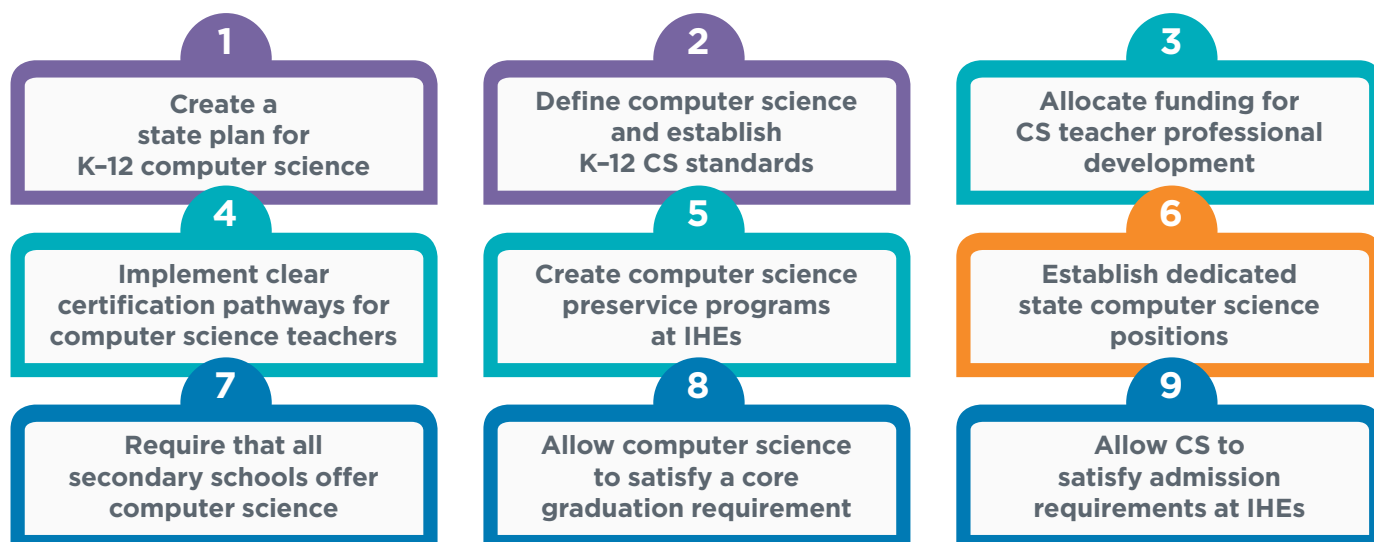 1
Create a
state plan for
K–12 computer science
2
Define computer science
and establish
K–12 CS standards
3
Allocate funding for
CS teacher professional
development
4
Implement clear
certification pathways for
computer science teachers
5
Create computer science
preservice programs
at IHEs
6
Establish dedicated
state computer science
positions
7
Require that all
secondary schools offer
computer science
8
Allow computer science
to satisfy a core
graduation requirement
9
Allow CS to
satisfy admission
requirements at IHEs